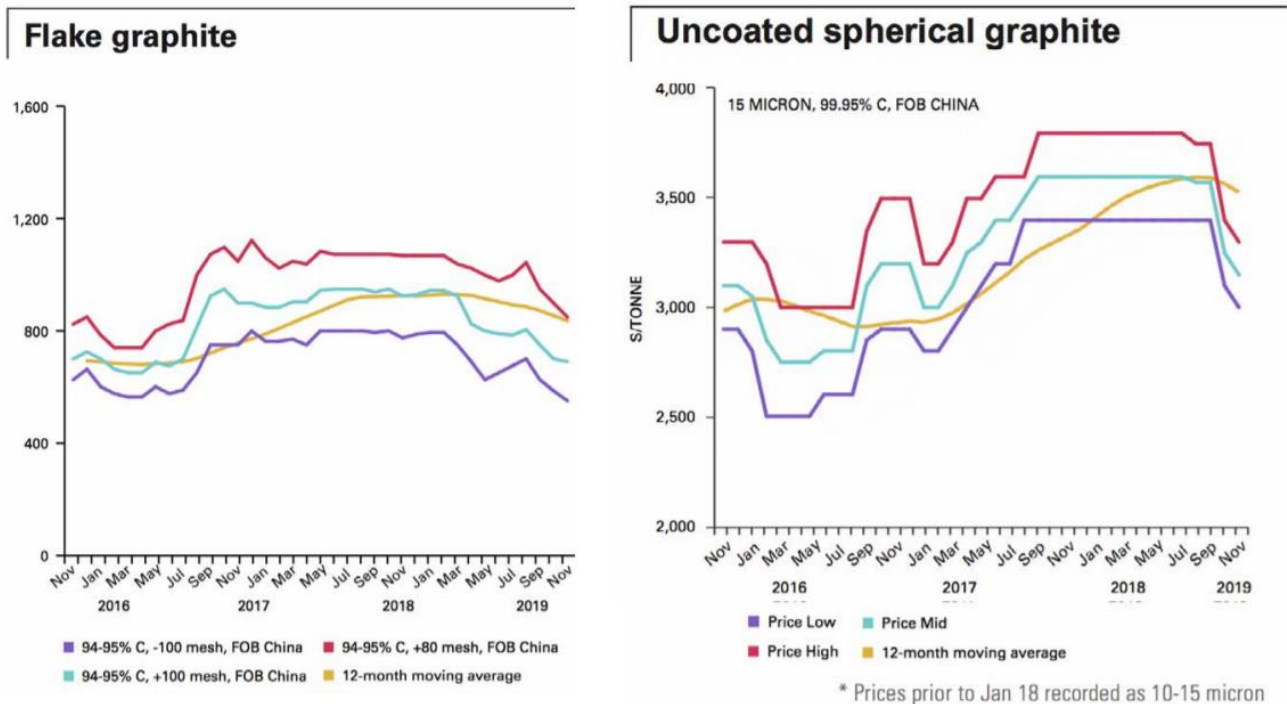 Flake graphite
1,600
1,200
800
400
0
Nov Jan Mar May Jul Sep Nov Jan Mar May Jul Sep Nov Jan Mar May Jul Sep Nov
2016 2017 2018 2019
94-95% C, -100 mesh, FOB China 94-95% C, +80 mesh, FOB China
94-95% C, +100 mesh, FOB China 12-month moving average
Uncoated spherical graphite
4,000
15 MICRON, 99.95% C, FOB CHINA
3,500
S/TONNE
3,000
2,500
2,000
Nov Jan Mar May Jul Sep Nov Jan Mar May Jul Sep Nov Jan Mar May Jul Sep Nov
2016 2017 2018 2019
Price Low Price Mid
Price High 12-month moving average
* Prices prior to Jan 18 recorded as 10-15 micron